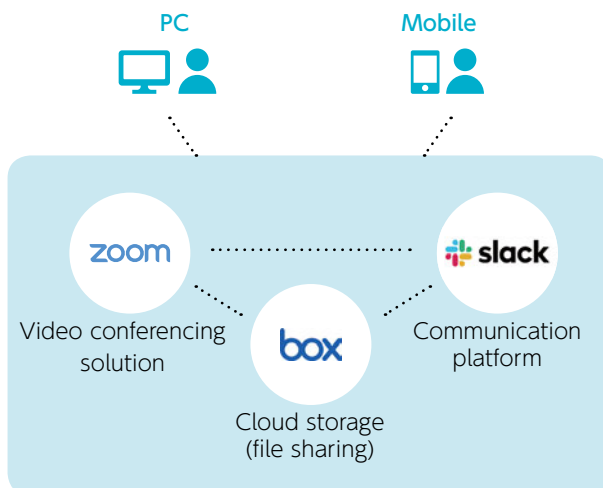 PC
Mobile
zoom
slack
box
Video conferencing
solution
Communication
platform
Cloud storage
(file sharing)